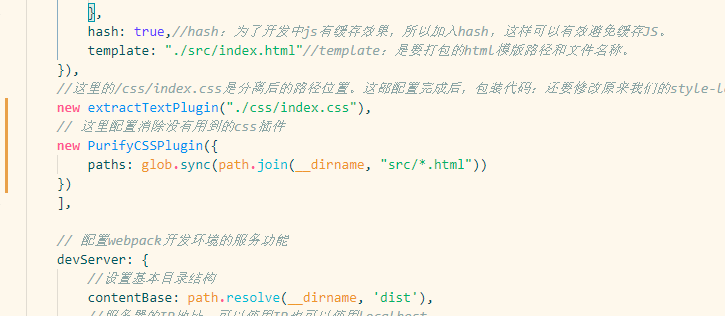 },
hash: true,//hash：为了开发中js有缓存效果，所以加入hash，这样可以有效避免缓存JS。
template: "./src/index.html"//template：是要打包的html模版路径和文件名称。
}),
//这里的/css/index.css是分离后的路径位置。这部配置完成后，包装代码：还要修改原来我们的style-l
new extractTextPlugin("./css/index.css"),
// 这里配置消除没有用到的css插件
new PurifyCSSPlugin({
paths: glob.sync(path.join(__dirname, "src/*.html"))
})
],
// 配置webpack开发环境的服务功能
devServer: {
//设置基本目录结构
contentBase: path.resolve(__dirname, 'dist'),